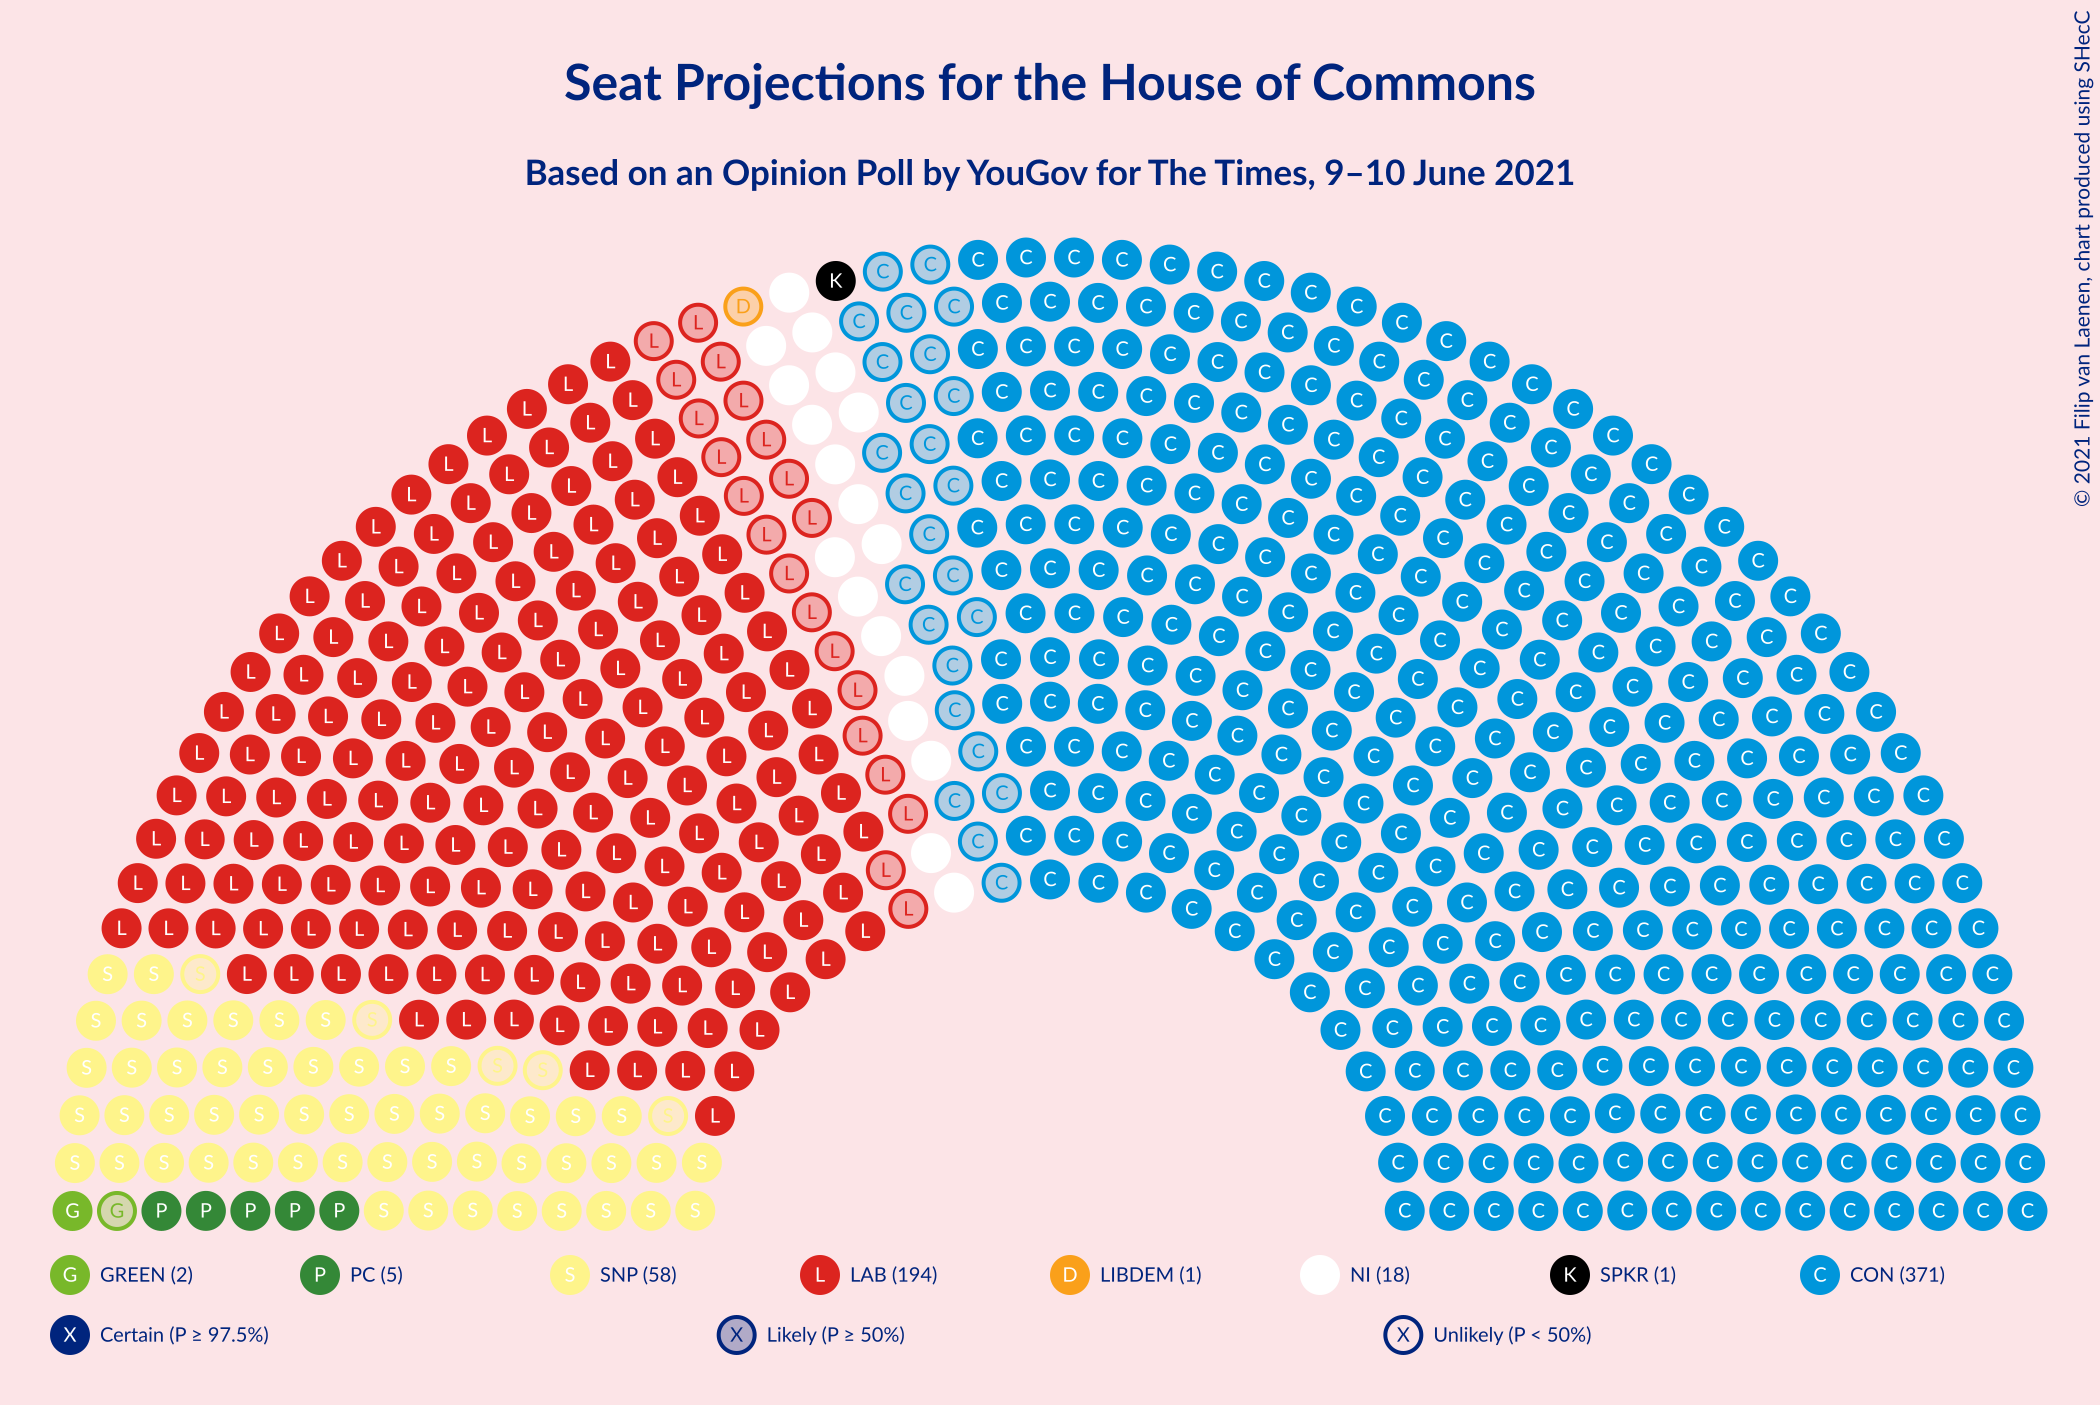 Seat Projections for the House of Commons
Based on an Opinion Poll by YouGov for The Times, 9–10 June 2021
© 2021 Filip van Laenen, chart produced using SHecC
G GREEN (2) P PC (5) S SNP (58) L LAB (194) D LIBDEM (1) NI (18) K SPKR (1) C CON (371)
X Certain (P ≥ 97.5%) X Likely (P ≥ 50%) X Unlikely (P < 50%)